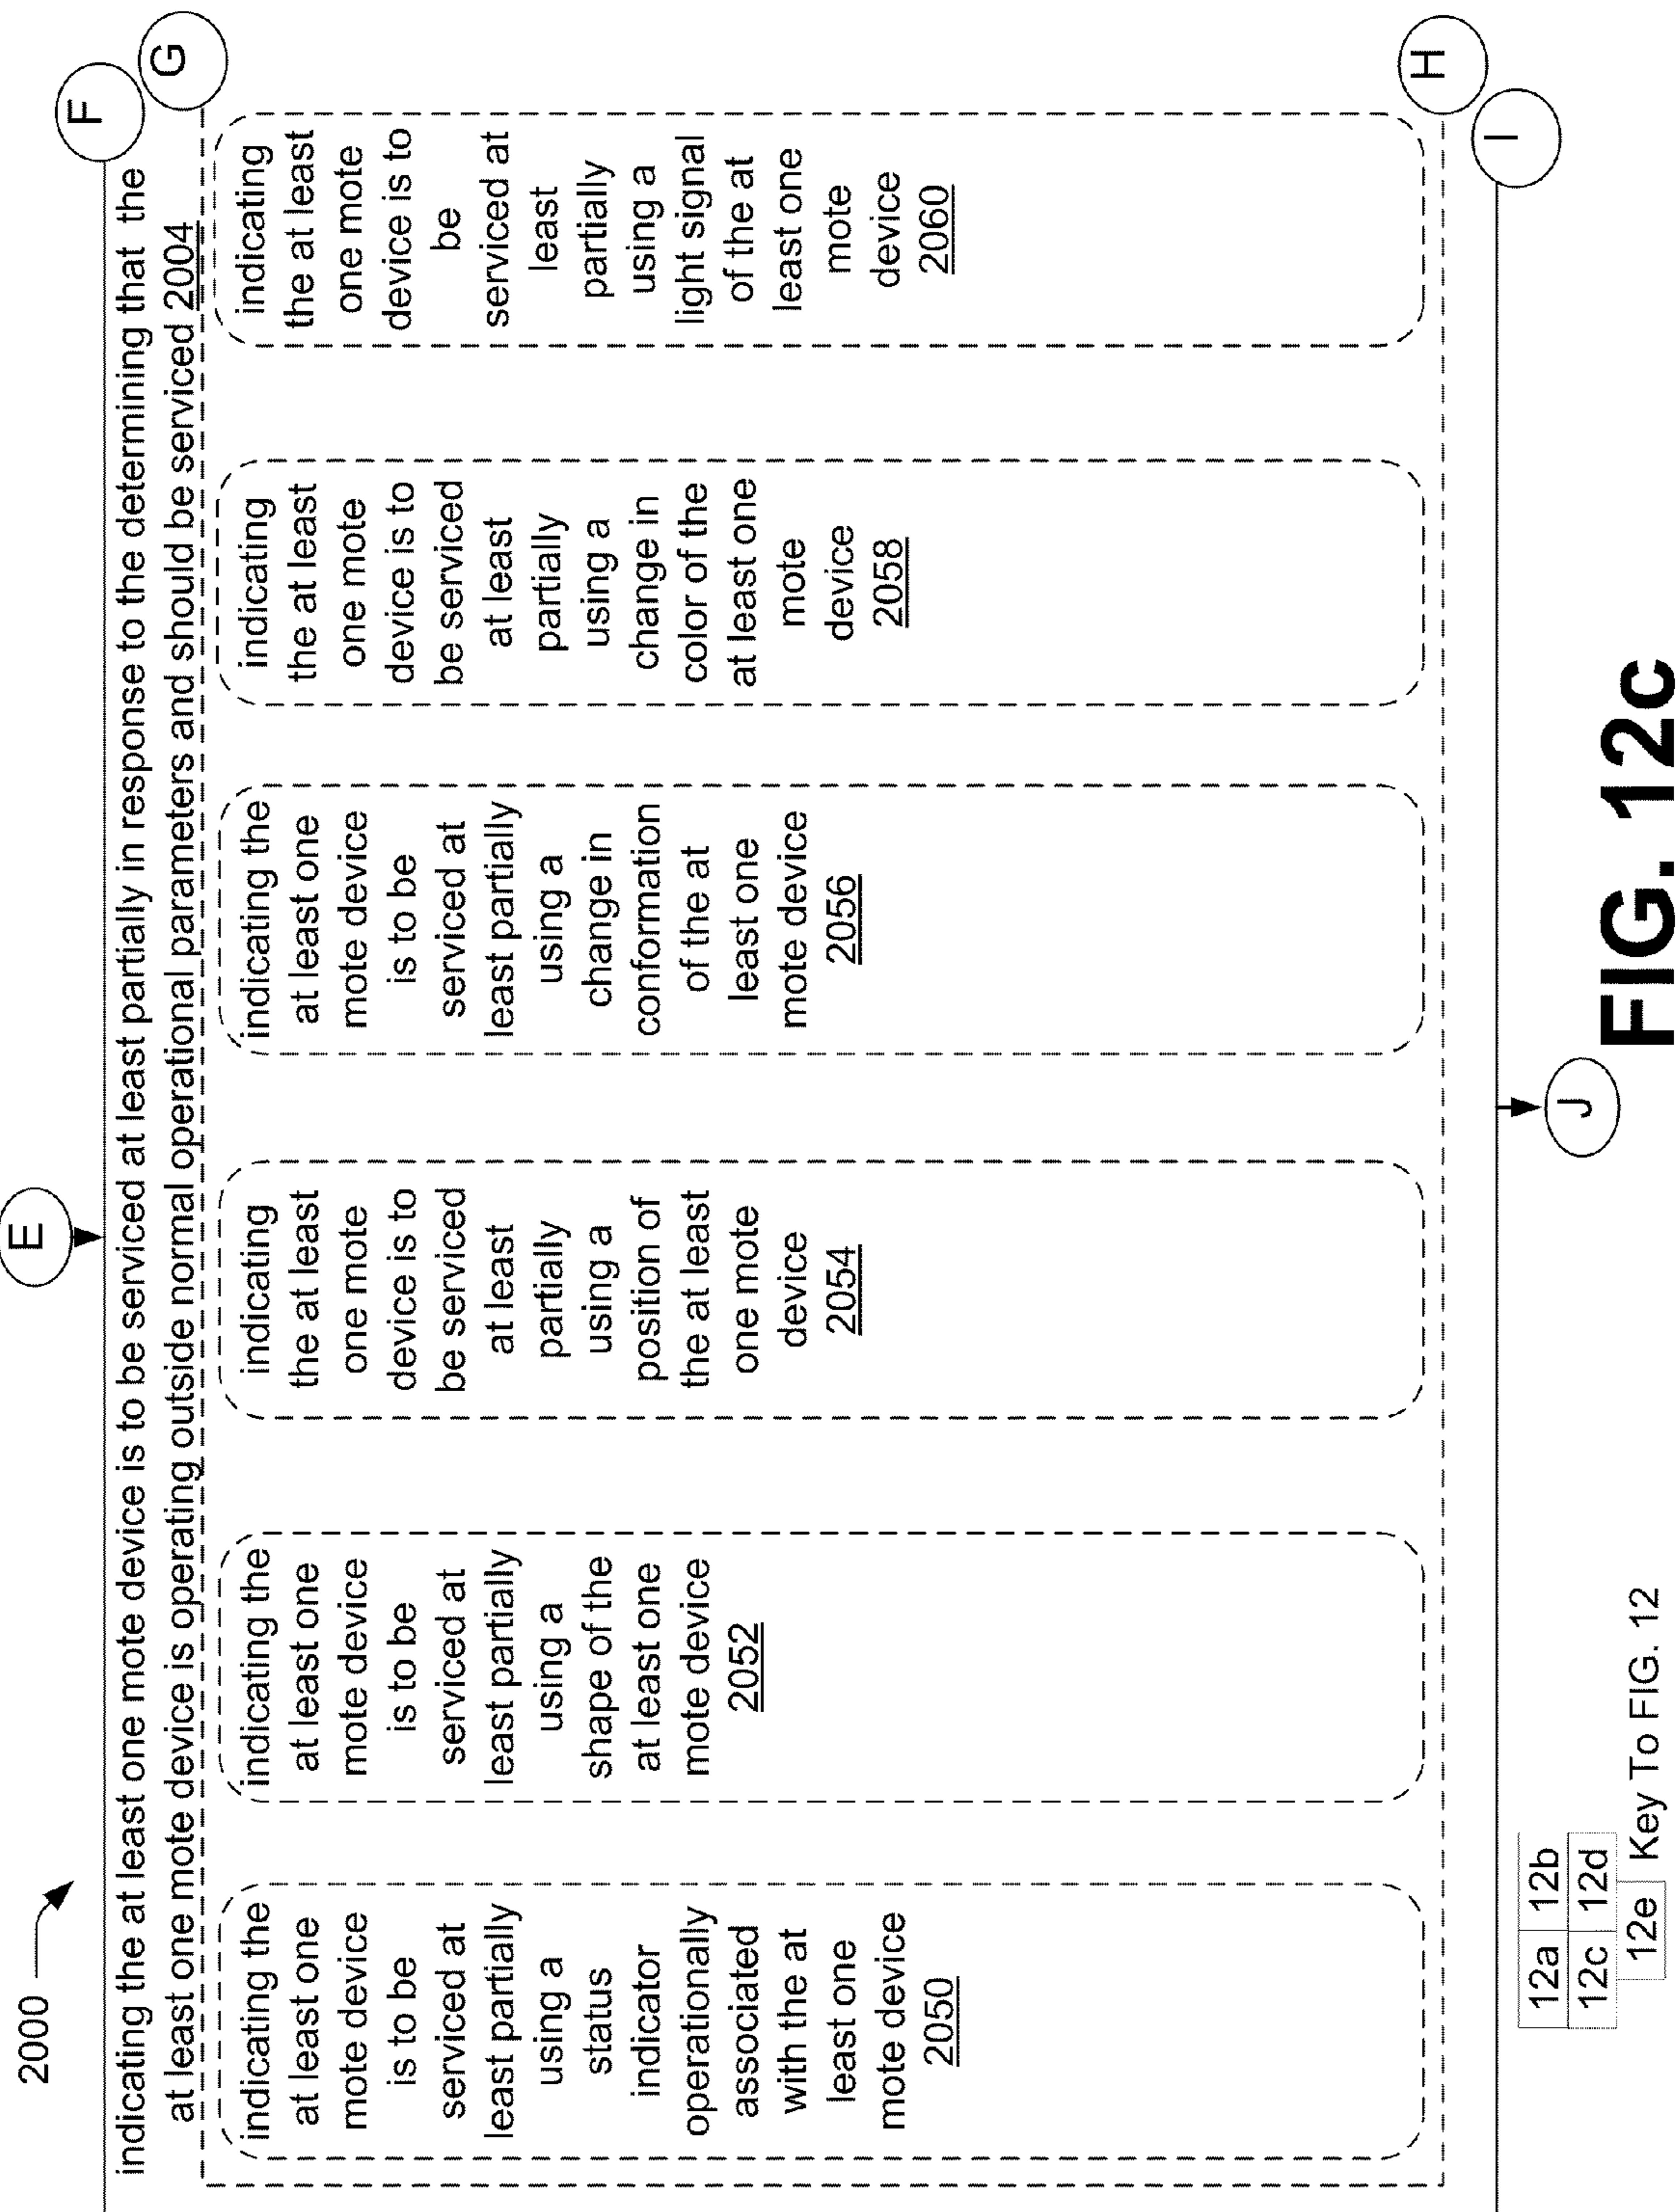 2000
E
F
G
indicating the at least one mote device is to be serviced at least partially in response to the determining that the
at least one mote device is operating outside normal operational parameters and should be serviced 2004
indicating the
at least one
mote device
is to be
serviced at
least partially
using a
status
indicator
operationally
associated
with the at
least one
mote device
2050
indicating the
at least one
mote device
is to be
serviced at
least partially
using a
shape of the
at least one
mote device
2052
indicating
the at least
one mote
device is to
be serviced
at least
partially
using a
position of
the at least
one mote
device
2054
indicating the
at least one
mote device
is to be
serviced at
least partially
using a
change in
conformation
of the at
least one
mote device
2056
indicating
the at least
one mote
device is to
be serviced
at least
partially
using a
change in
color of the
at least one
mote
device
2058
indicating
the at least
one mote
device is to
be
serviced at
least
partially
using a
light signal
of the at
least one
mote
device
2060
H
I
J
12a 12b
12c 12d
12e Key To FIG. 12
FIG. 12c